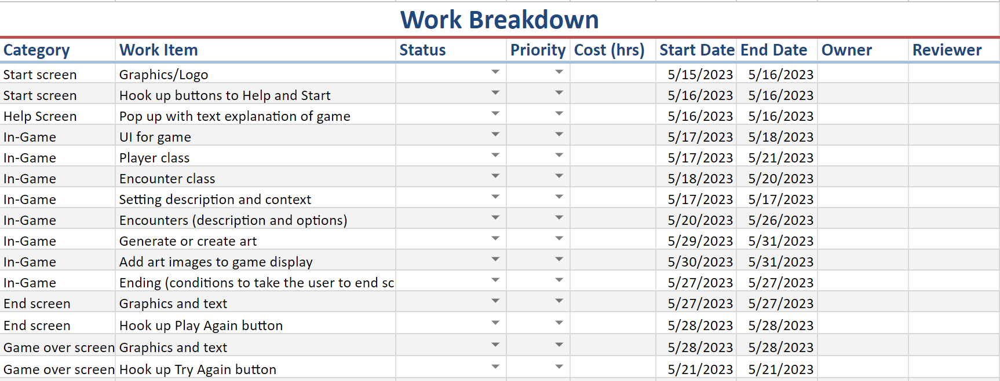 Work Breakdown
Category Work Item Status Priority Cost (hrs) Start Date End Date Owner Reviewer
Start screen Graphics/Logo 5/15/2023 5/16/2023
Start screen Hook up buttons to Help and Start 5/16/2023 5/16/2023
Help Screen Pop up with text explanation of game 5/16/2023 5/16/2023
In-Game UI for game 5/17/2023 5/18/2023
In-Game Player class 5/17/2023 5/21/2023
In-Game Encounter class 5/18/2023 5/20/2023
In-Game Setting description and context 5/17/2023 5/17/2023
In-Game Encounters (description and options) 5/20/2023 5/26/2023
In-Game Generate or create art 5/29/2023 5/31/2023
In-Game Add art images to game display 5/30/2023 5/31/2023
In-Game Ending (conditions to take the user to end sc 5/27/2023 5/27/2023
End screen Graphics and text 5/27/2023 5/27/2023
End screen Hook up Play Again button 5/28/2023 5/28/2023
Game over screen Graphics and text 5/28/2023 5/28/2023
Game over screen Hook up Try Again button 5/21/2023 5/21/2023